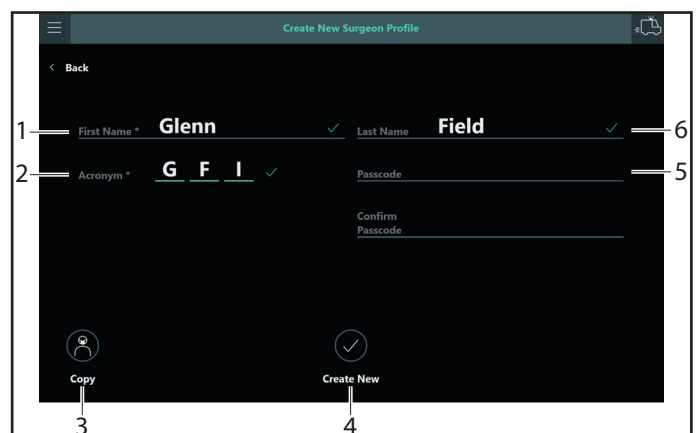 Create New Surgeon Profile
< Back
1 First Name * Glenn Last Name Field 6
2 Acronym * G F I Passcode 5
Confirm
Passcode
Copy Create New
3 4